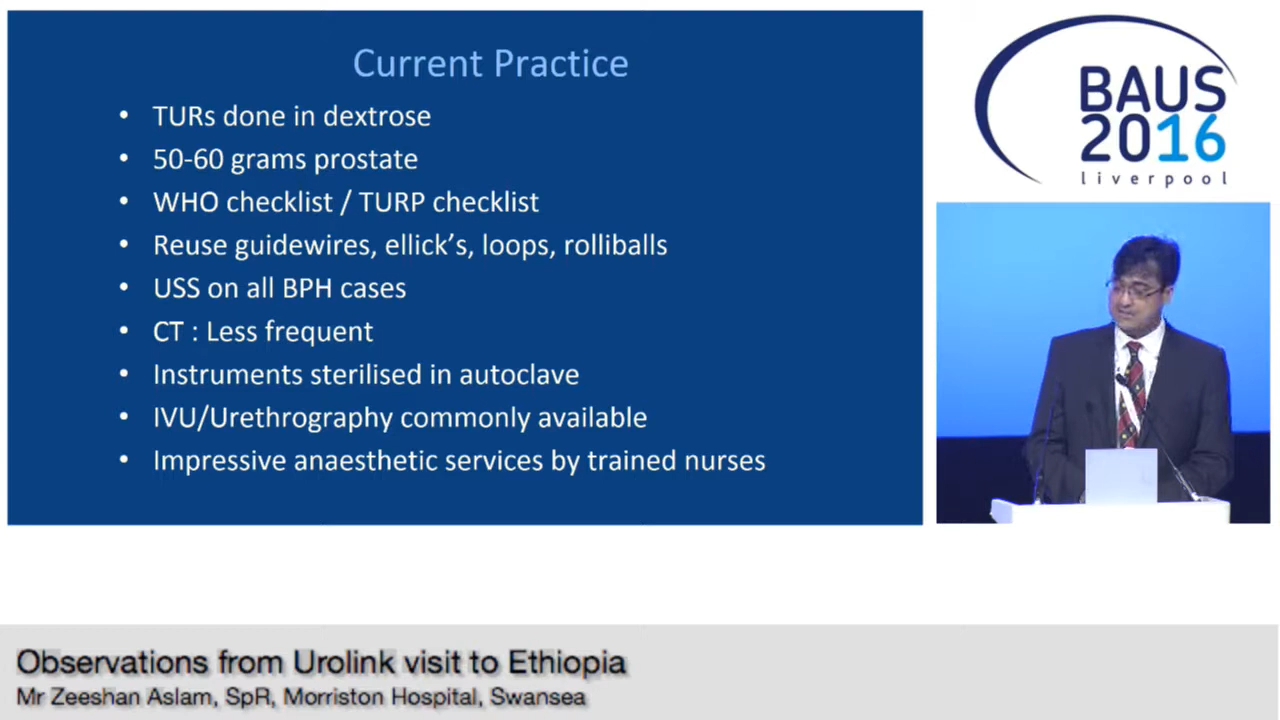 Current Practice
• TURs done in dextrose
• 50-60 grams prostate
• WHO checklist / TURP checklist
• Reuse guidewires, ellick’s, loops, rolliballs
• USS on all BPH cases
• CT : Less frequent
• Instruments sterilised in autoclave
• IVU/Urethrography commonly available
• Impressive anaesthetic services by trained nurses
BAUS
2016
liverpool
Observations from Urolink visit to Ethiopia
Mr Zeeshan Aslam, SpR, Morriston Hospital, Swansea